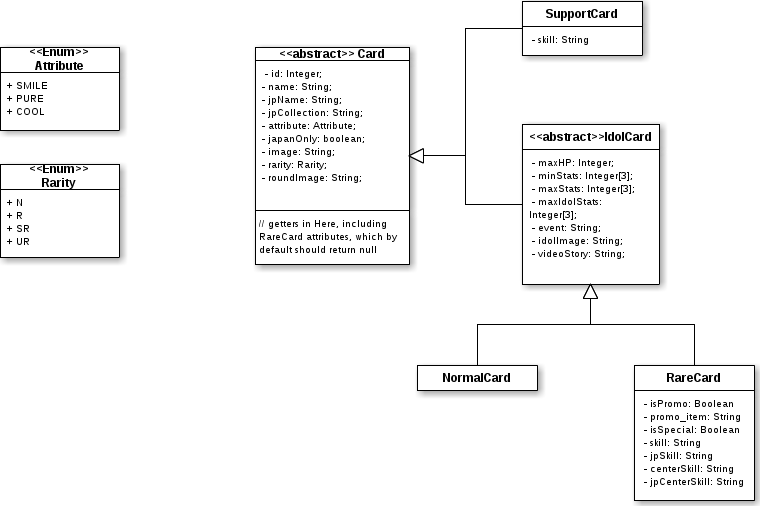 <<Enum>>
Attribute
+ SMILE
+ PURE
+ COOL
<<Enum>>
Rarity
+ N
+ R
+ SR
+ UR
<<abstract>> Card
- id: Integer;
- name: String;
- jpName: String;
- jpCollection: String;
- attribute: Attribute;
- japanOnly: boolean;
- image: String;
- rarity: Rarity;
- roundImage: String;
// getters in Here, including
RareCard attributes, which by
default should return null
SupportCard
- skill: String
<<abstract>>IdolCard
- maxHP: Integer;
- minStats: Integer[3];
- maxStats: Integer[3];
- maxIdolStats:
Integer[3];
- event: String;
- idolImage: String;
- videoStory: String;
NormalCard
RareCard
- isPromo: Boolean
- promo_item: String
- isSpecial: Boolean
- skill: String
- jpSkill: String
- centerSkill: String
- jpCenterSkill: String